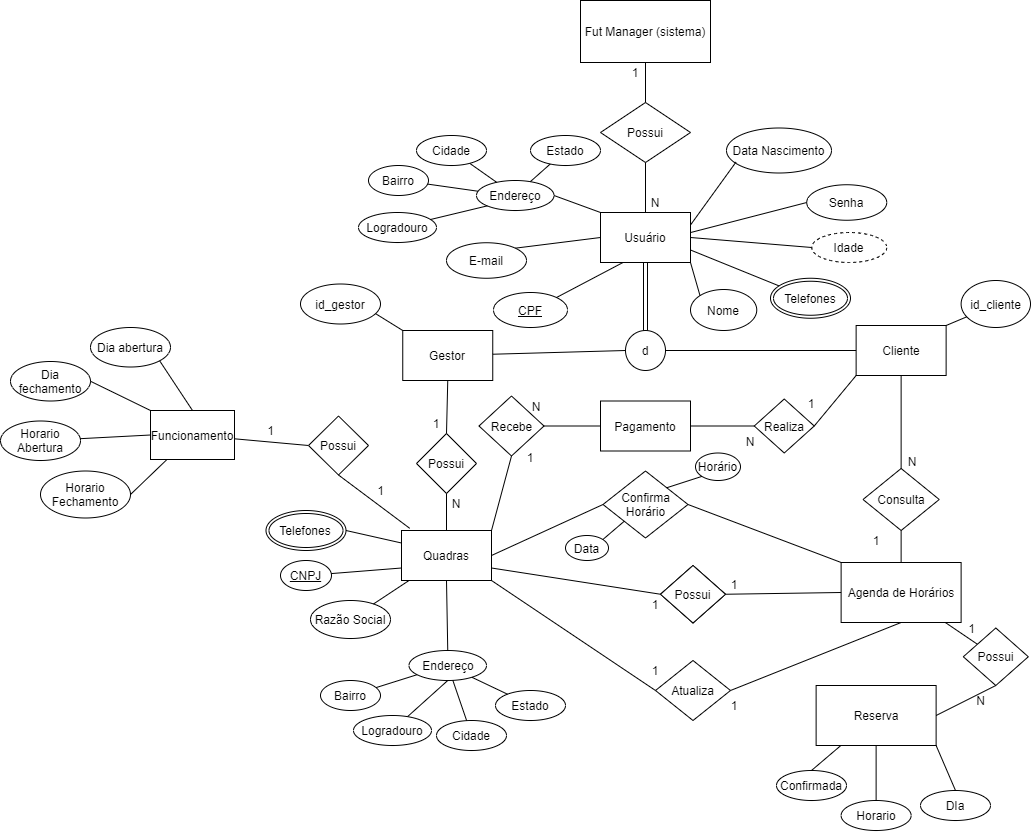 Fut Manager (sistema)
1
Possui
N
Cidade
Estado
Data Nascimento
Bairro
Endereço
Senha
Logradouro
Usuário
Idade
E-mail
Telefones
CPF
Nome
id_gestor
id_cliente
Gestor
d
Cliente
Dia abertura
Dia
fechamento
Horario
Abertura
Funcionamento
Horario
Fechamento
1
Possui
1
1
Possui
N
N
Recebe
1
Pagamento
N
Realiza
1
N
Consulta
1
Horário
Confirma
Horário
Data
Telefones
Quadras
CNPJ
Razão Social
1
Possui
1
Agenda de Horários
1
Atualiza
1
1
Possui
N
Endereço
Bairro
Logradouro
Cidade
Estado
Reserva
Confirmada
Horario
DIa